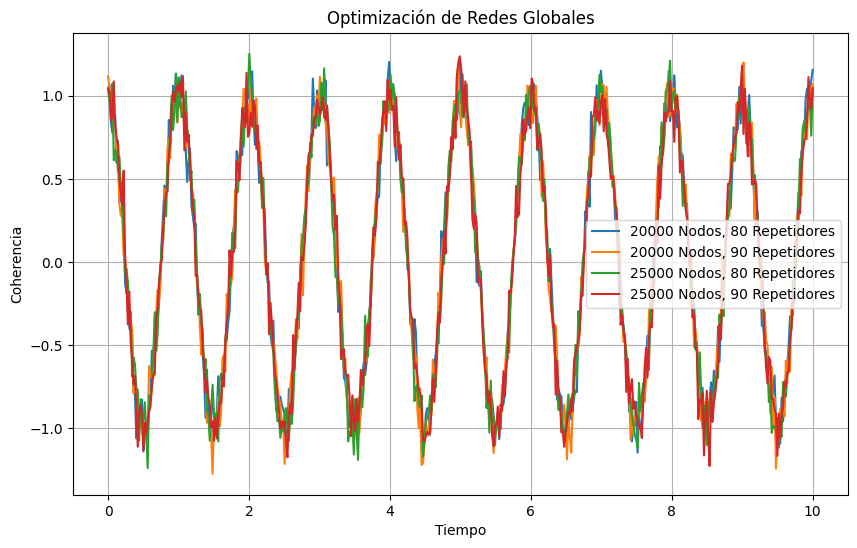 Optimización de Redes Globales
Coherencia
1.0
0.5
0.0
−0.5
−1.0
20000 Nodos, 80 Repetidores
20000 Nodos, 90 Repetidores
25000 Nodos, 80 Repetidores
25000 Nodos, 90 Repetidores
0 2 4 6 8 10
Tiempo